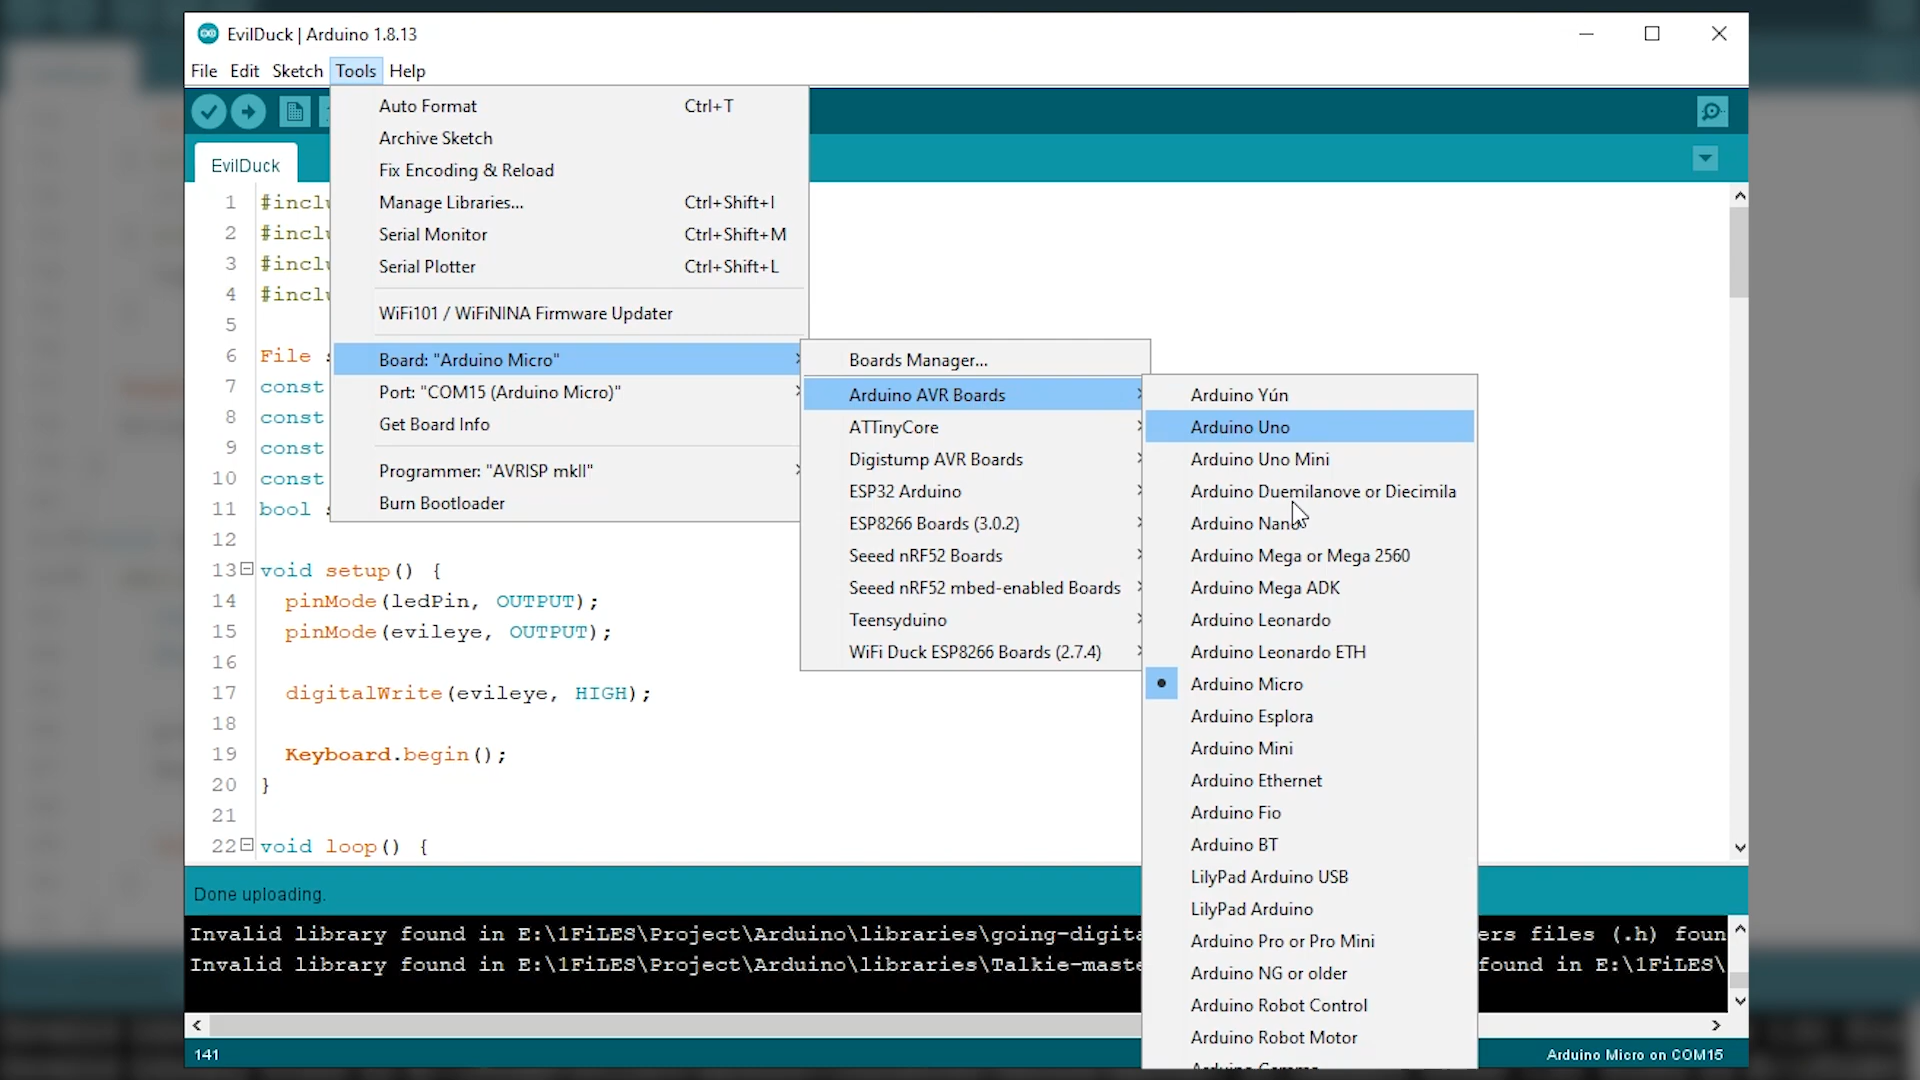 EvilDuck | Arduino 1.8.13
File Edit Sketch Tools Help
Auto Format Ctrl+T
Archive Sketch
Fix Encoding & Reload
Manage Libraries... Ctrl+Shift+I
Serial Monitor Ctrl+Shift+M
Serial Plotter Ctrl+Shift+L
WiFi101 / WiFiNINA Firmware Updater
Board: "Arduino Micro"
Port: "COM15 (Arduino Micro)"
Get Board Info
Programmer: "AVRISP mkII"
Burn Bootloader
Boards Manager...
Arduino AVR Boards
ATTinyCore
Digistump AVR Boards
ESP32 Arduino
ESP8266 Boards (3.0.2)
Seeed nRF52 Boards
Seeed nRF52 mbed-enabled Boards
Teensyduino
WiFi Duck ESP8266 Boards (2.7.4)
Arduino Yún
Arduino Uno
Arduino Uno Mini
Arduino Duemilanove or Diecimila
Arduino Nano
Arduino Mega or Mega 2560
Arduino Mega ADK
Arduino Leonardo
Arduino Leonardo ETH
Arduino Micro
Arduino Esplora
Arduino Mini
Arduino Ethernet
Arduino Fio
Arduino BT
LilyPad Arduino USB
LilyPad Arduino
Arduino Pro or Pro Mini
Arduino NG or older
Arduino Robot Control
Arduino Robot Motor
EvilDuck
1 #inclu
2 #inclu
3 #inclu
4 #inclu
5
6 File
7 const
8 const
9 const
10 const
11 bool
12
13 void setup() {
14 pinMode(ledPin, OUTPUT);
15 pinMode(evileye, OUTPUT);
16
17 digitalWrite(evileye, HIGH);
18
19 Keyboard.begin();
20 }
21
22 void loop() {
Done uploading.
Invalid library found in E:\1FiLES\Project\Arduino\libraries\going-digita ers files (.h) foun
Invalid library found in E:\1FiLES\Project\Arduino\libraries\Talkie-maste found in E:\1FiLES\
141 Arduino Micro on COM15